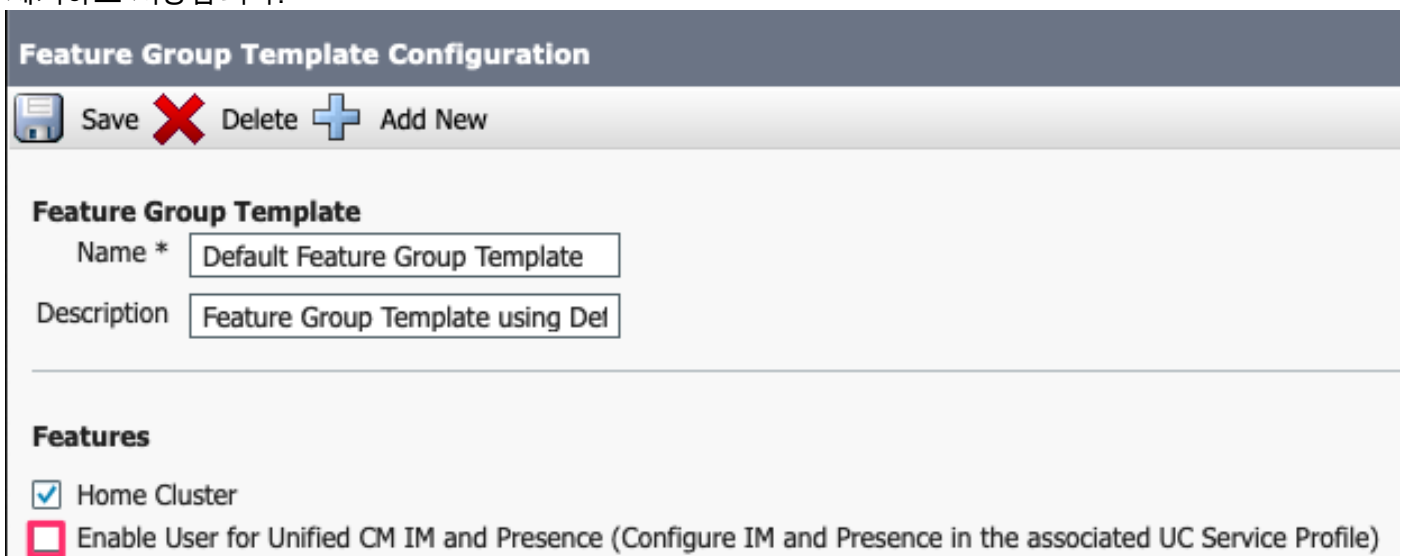 Feature Group Template Configuration
Save Delete Add New
Feature Group Template
Name * Default Feature Group Template
Description Feature Group Template using Def
Features
Home Cluster
Enable User for Unified CM IM and Presence (Configure IM and Presence in the associated UC Service Profile)